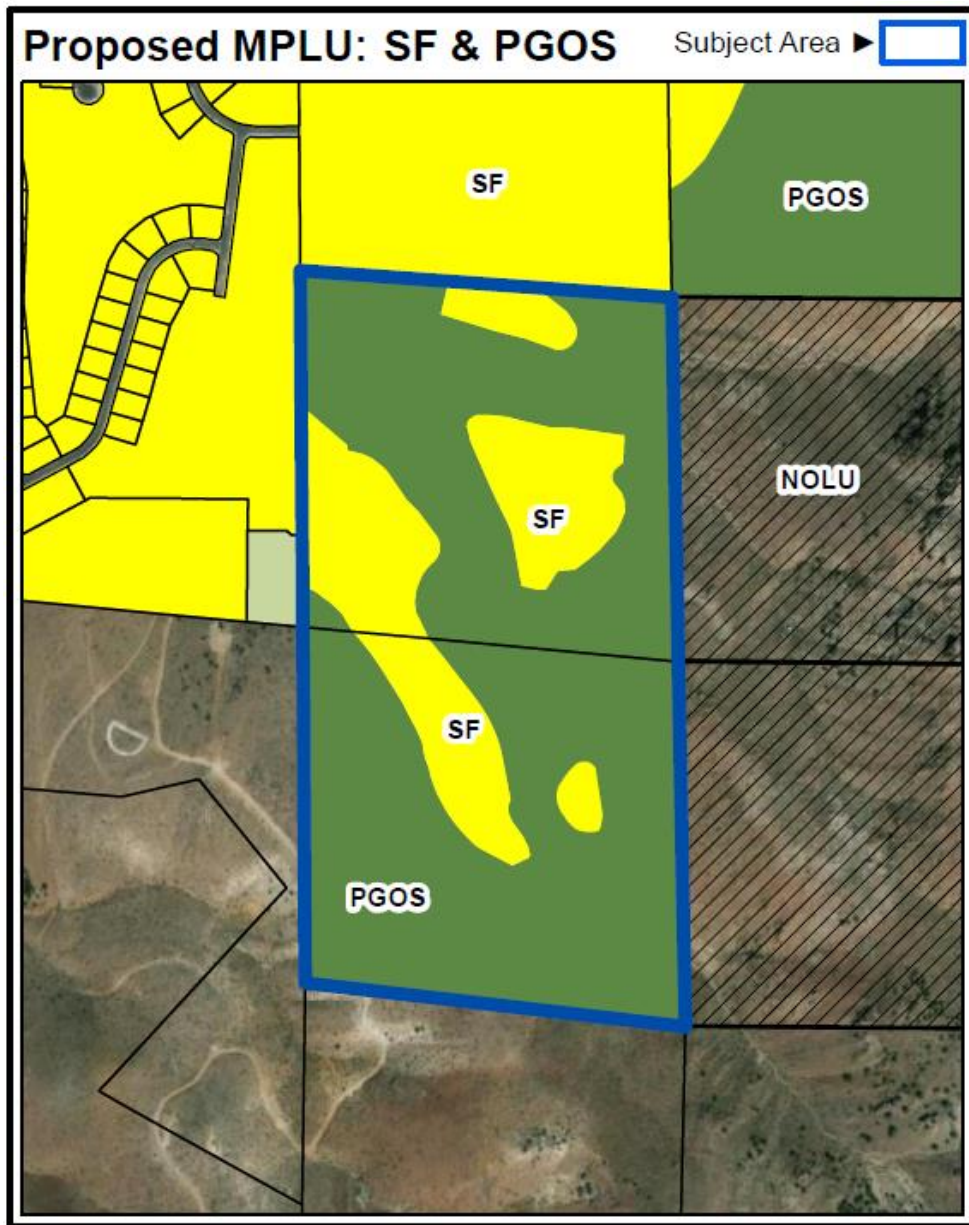 Proposed MPLU: SF & PGOS
Subject Area ►
SF
PGOS
NOLU
SF
SF
PGOS